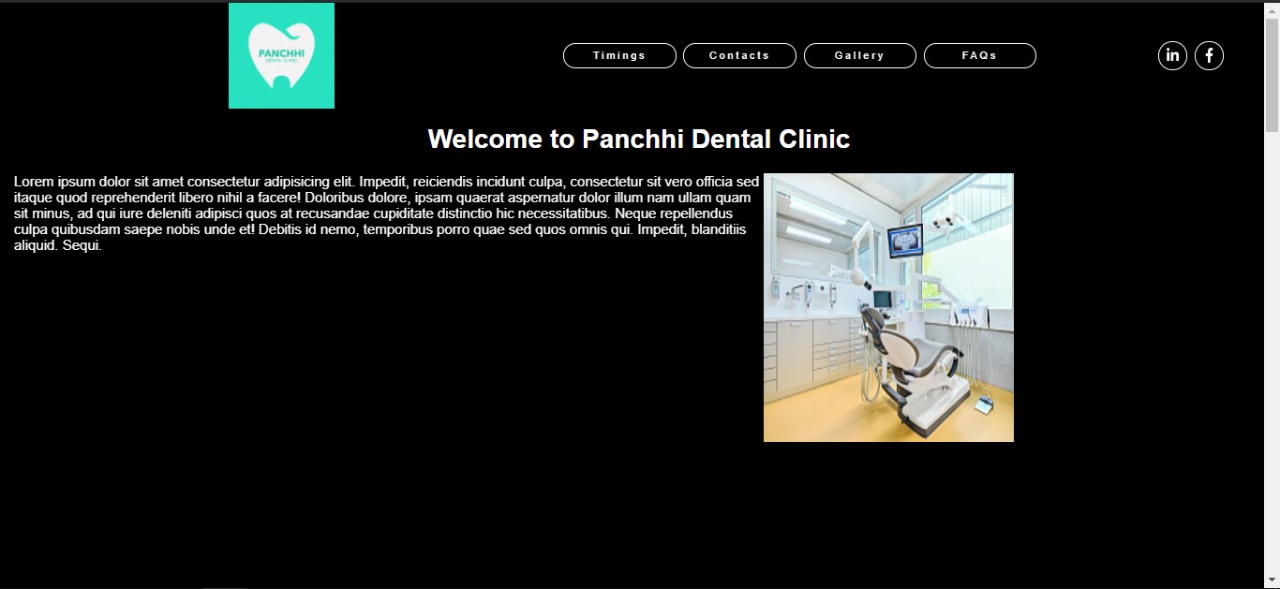 PANCHHI
DENTAL CLINIC
Timings
Contacts
Gallery
FAQs
in
f
Welcome to Panchhi Dental Clinic
Lorem ipsum dolor sit amet consectetur adipisicing elit. Impedit, reiciendis incidunt culpa, consectetur sit vero officia sed
itaque quod reprehenderit libero nihil a facere! Doloribus dolore, ipsam quaerat aspernatur dolor illum nam ullam quam
sit minus, ad qui iure deleniti adipisci quos at recusandae cupiditate distinctio hic necessitatibus. Neque repellendus
culpa quibusdam saepe nobis unde et! Debitis id nemo, temporibus porro quae sed quos omnis qui. Impedit, blanditiis
aliquid. Sequi.